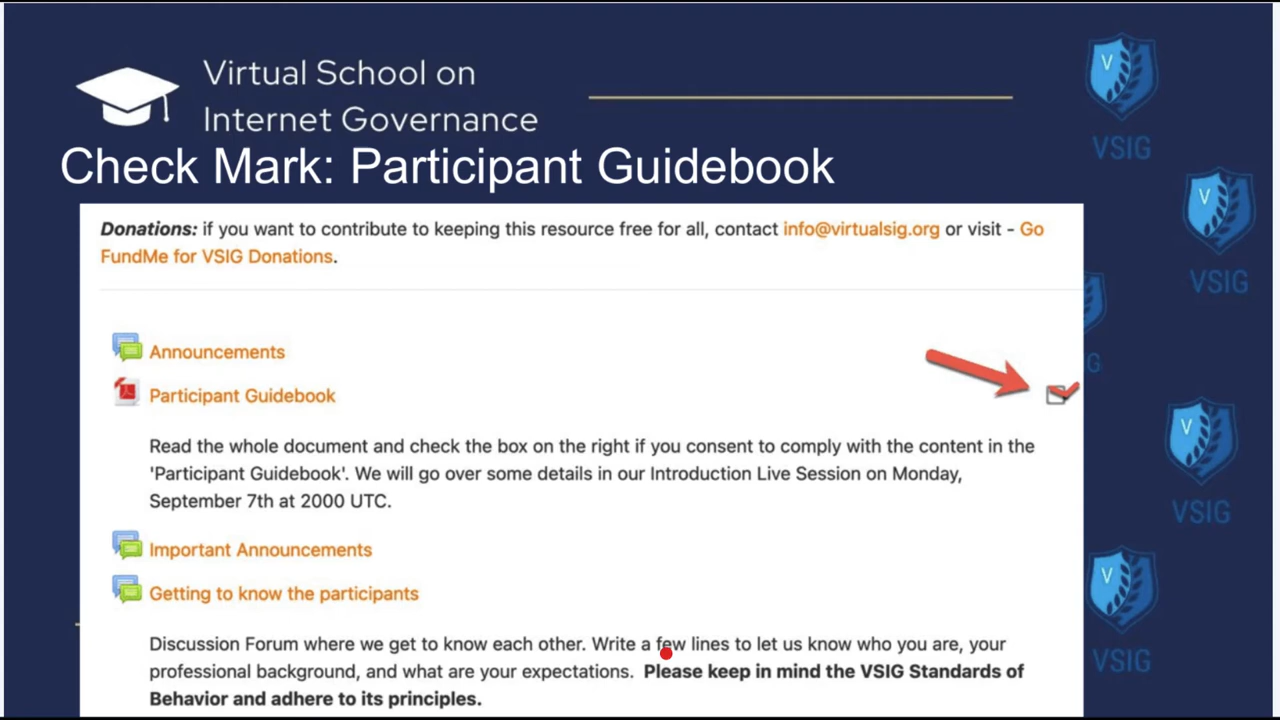 Virtual School on
Internet Governance
Check Mark: Participant Guidebook
Donations: if you want to contribute to keeping this resource free for all, contact info@virtualsig.org or visit - Go
FundMe for VSIG Donations.
Announcements
Participant Guidebook
Read the whole document and check the box on the right if you consent to comply with the content in the
'Participant Guidebook'. We will go over some details in our Introduction Live Session on Monday,
September 7th at 2000 UTC.
Important Announcements
Getting to know the participants
Discussion Forum where we get to know each other. Write a few lines to let us know who you are, your
professional background, and what are your expectations. Please keep in mind the VSIG Standards of
Behavior and adhere to its principles.
V
VSIG
V
VSIG
G
V
VSIG
V
VSIG